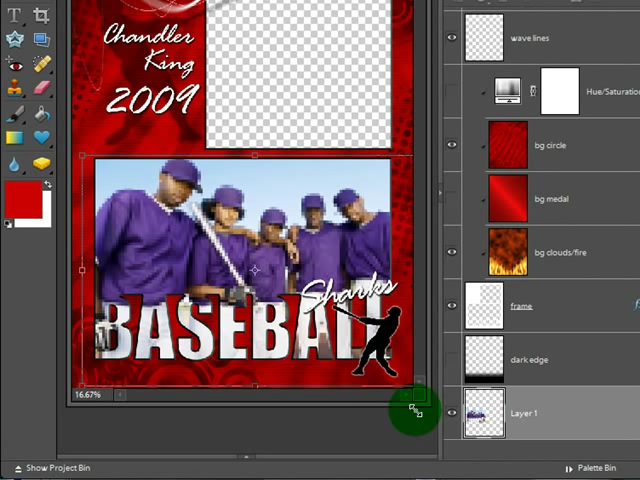 wave lines
Chandler
King
Hue/Saturation
2009
bg circle
bg medal
bg clouds/fire
Sharks
BASEBALL
frame
dark edge
16.67%
Layer 1
Show Project Bin
Palette Bin